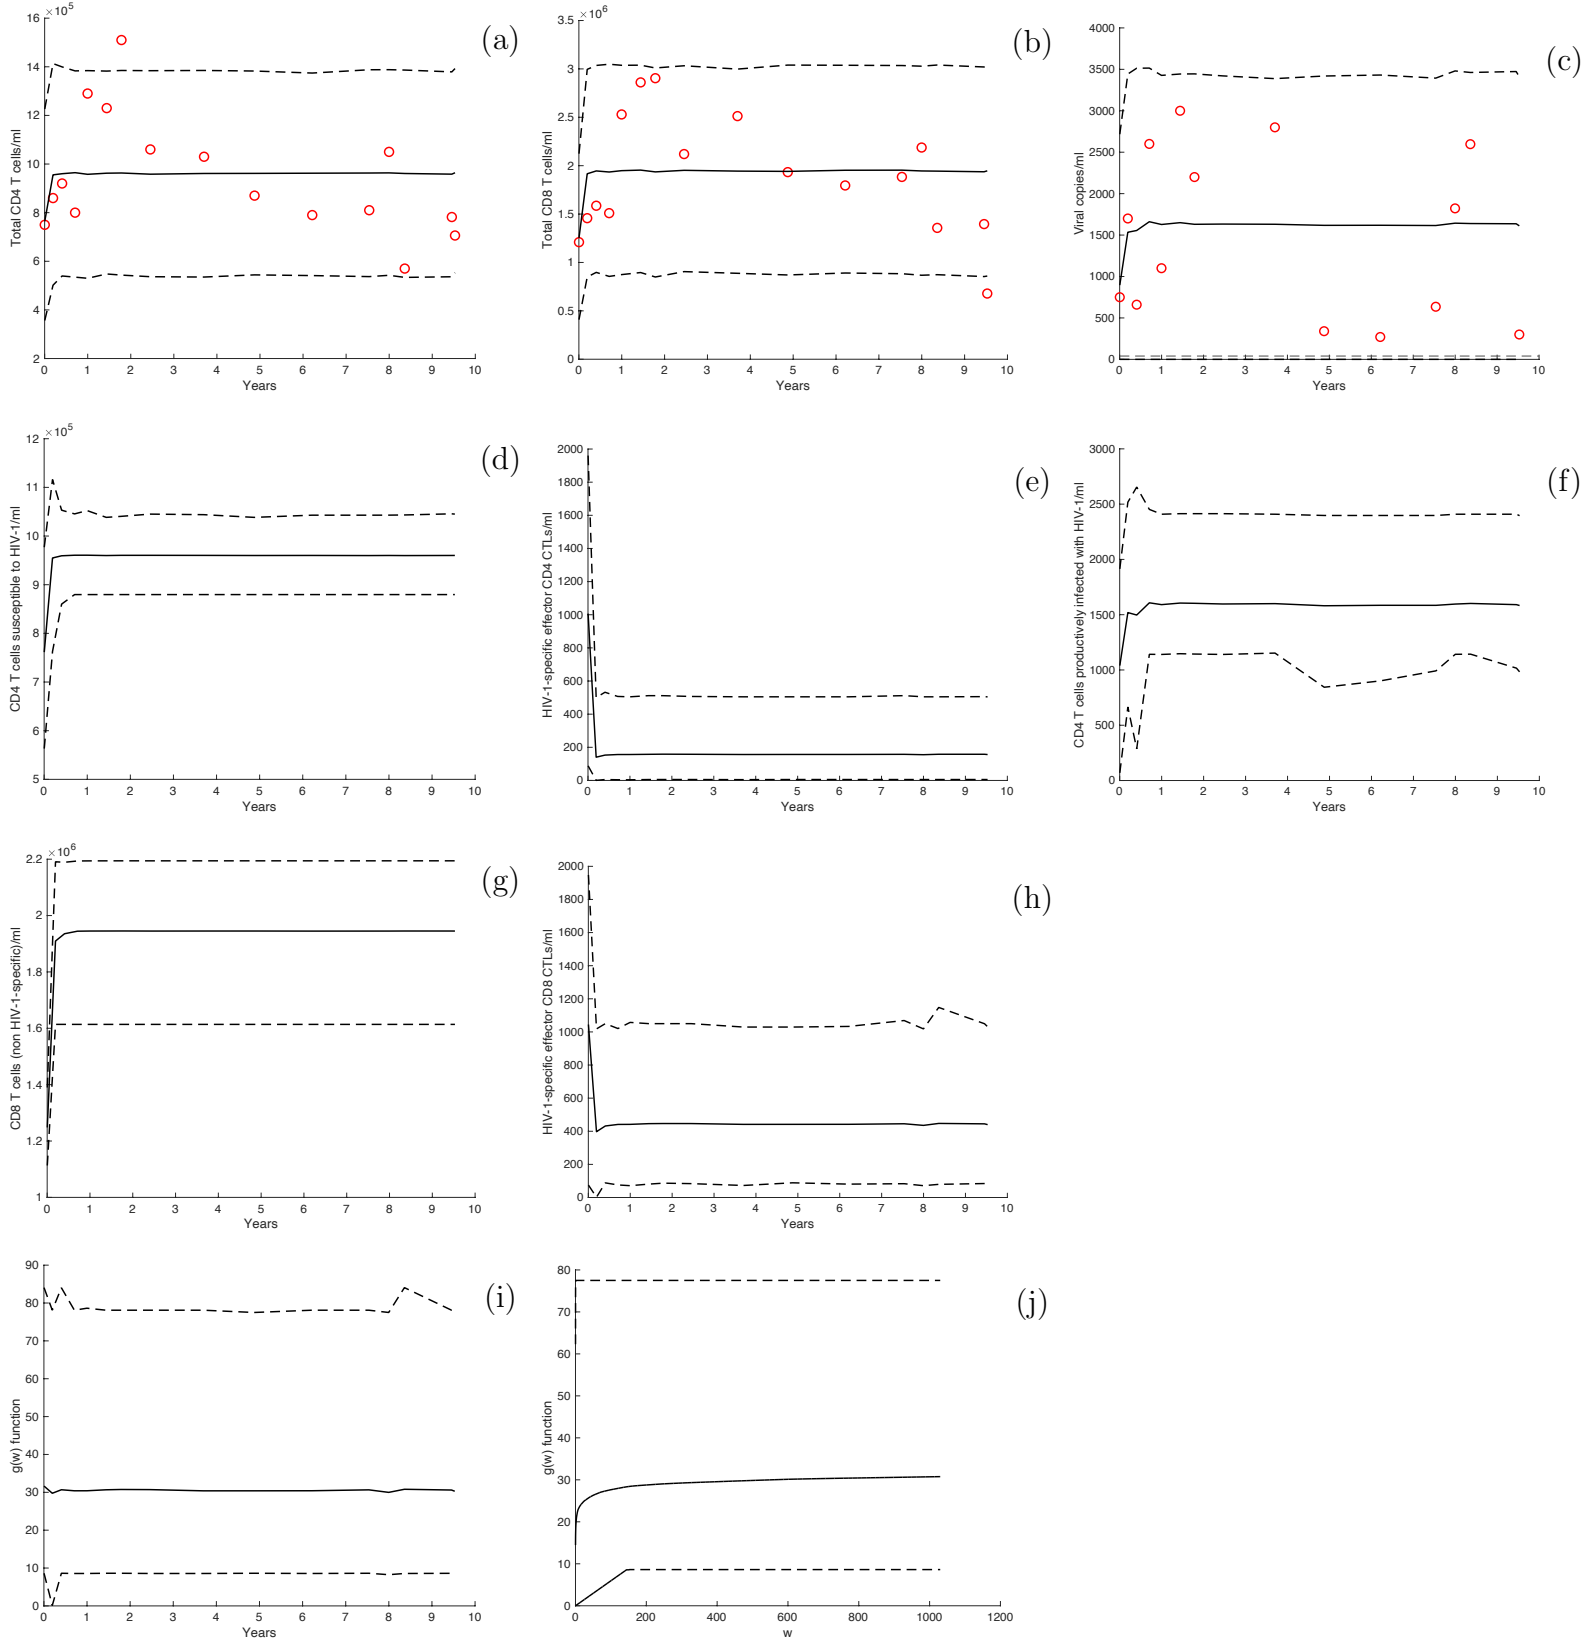 ×10⁵
16
14
12
10
8
6
4
2
0 1 2 3 4 5 6 7 8 9 10
Years
Total CD4 T cells/ml
(a)
×10⁶
3.5
3
2.5
2
1.5
1
0.5
0
0 1 2 3 4 5 6 7 8 9 10
Years
Total CD8 T cells/ml
(b)
4000
3500
3000
2500
2000
1500
1000
500
0
0 1 2 3 4 5 6 7 8 9 10
Years
Viral copies/ml
(c)
×10⁵
12
11
10
9
8
7
6
5
0 1 2 3 4 5 6 7 8 9 10
Years
CD4 T cells susceptible to HIV-1/ml
(d)
2000
1800
1600
1400
1200
1000
800
600
400
200
0
0 1 2 3 4 5 6 7 8 9 10
Years
HIV-1-specific effector CD4 CTLs/ml
(e)
3000
2500
2000
1500
1000
500
0
0 1 2 3 4 5 6 7 8 9 10
Years
CD4 T cells productively infected with HIV-1/ml
(f)
×10⁶
2.2
2
1.8
1.6
1.4
1.2
1
0 1 2 3 4 5 6 7 8 9 10
Years
CD8 T cells (non HIV-1-specific)/ml
(g)
2000
1800
1600
1400
1200
1000
800
600
400
200
0
0 1 2 3 4 5 6 7 8 9 10
Years
HIV-1-specific effector CD8 CTLs/ml
(h)
90
80
70
60
50
40
30
20
10
0
0 1 2 3 4 5 6 7 8 9 10
Years
g(w) function
(i)
80
70
60
50
40
30
20
10
0
0 200 400 600 800 1000 1200
w
g(w) function
(j)